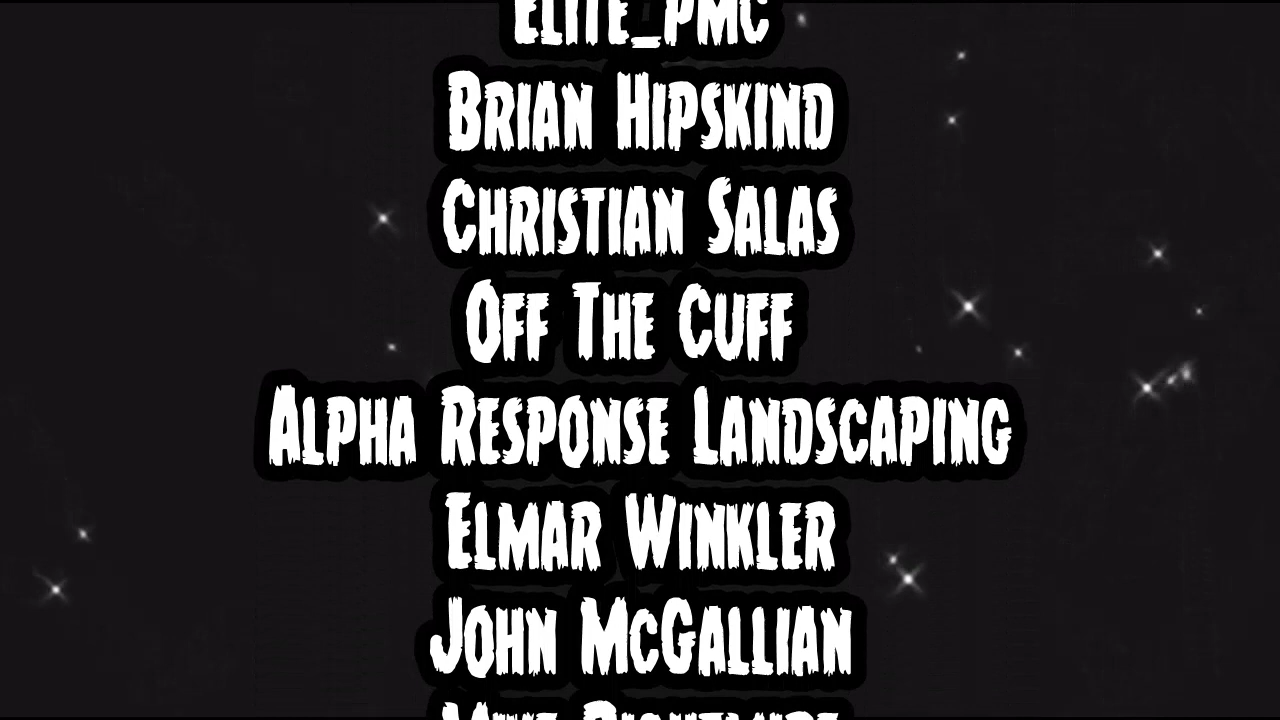 Elite_PMC
Brian Hipskind
Christian Salas
Off The Cuff
Alpha Response Landscaping
Elmar Winkler
John McGallian